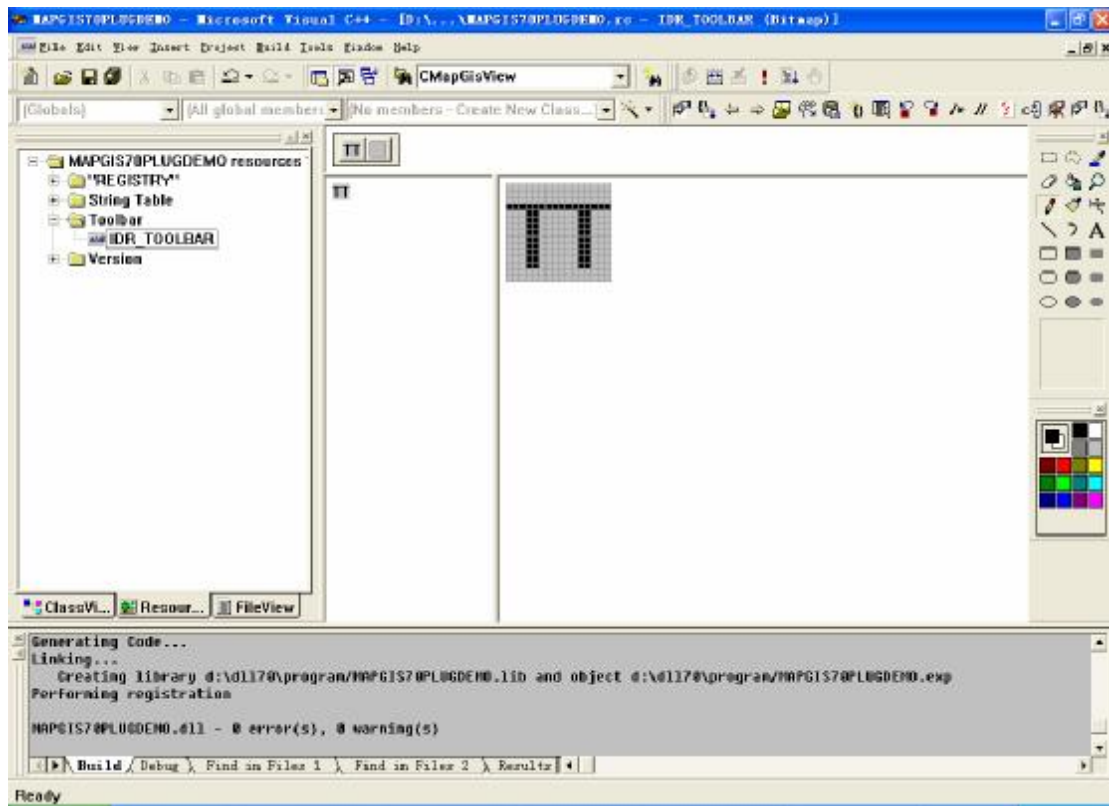 MAPGIS70PLUGDEMO - Microsoft Visual C++ - [D:\...\MAPGIS70PLUGDEMO.rc - IDR_TOOLBAR (Bitmap)]
File Edit View Insert Project Build Tools Window Help
CMapGisView
(Globals) (All global members (No members - Create New Class...
MAPGIS70PLUGDEMO resources
"REGISTRY"
String Table
Toolbar
IDR_TOOLBAR
Version
A
ClassVi... Resour... FileView
Generating Code...
Linking...
Creating library d:\dll70\program/MAPGIS70PLUGDEMO.lib and object d:\dll70\program/MAPGIS70PLUGDEMO.exp
Performing registration
MAPGIS70PLUGDEMO.dll - 0 error(s), 0 warning(s)
Build Debug Find in Files 1 Find in Files 2 Results
Ready